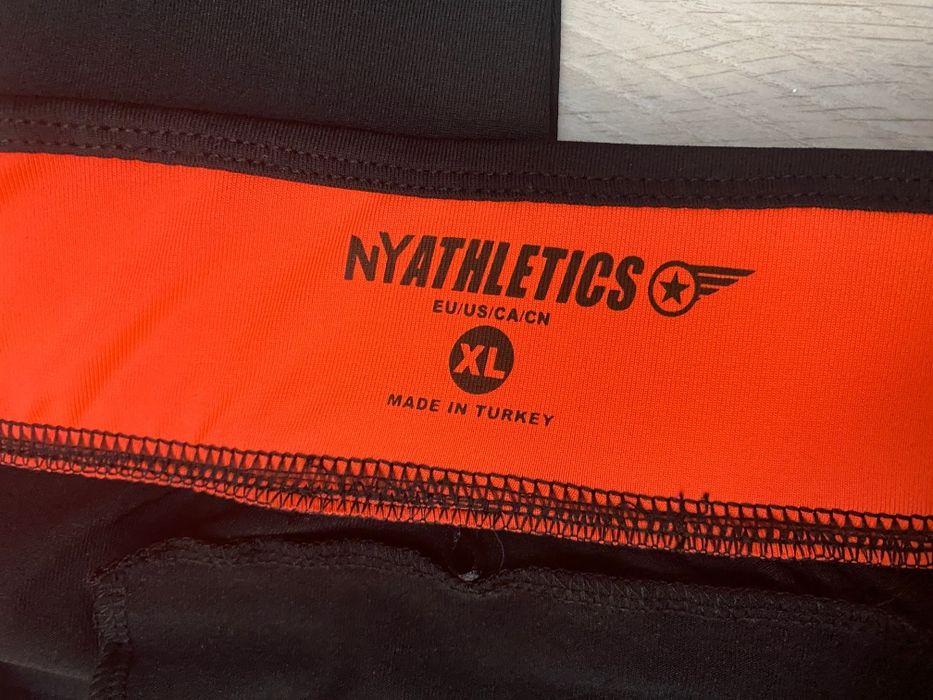 NYATHLETICS
EU/US/CA/CN
XL
MADE IN TURKEY